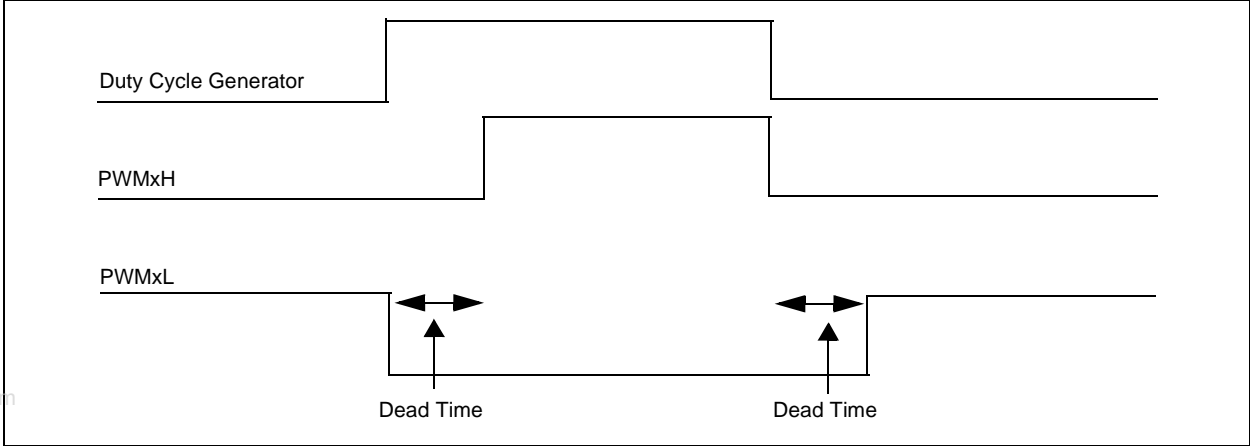 Duty Cycle Generator
PWMxH
PWMxL
Dead Time
Dead Time
m